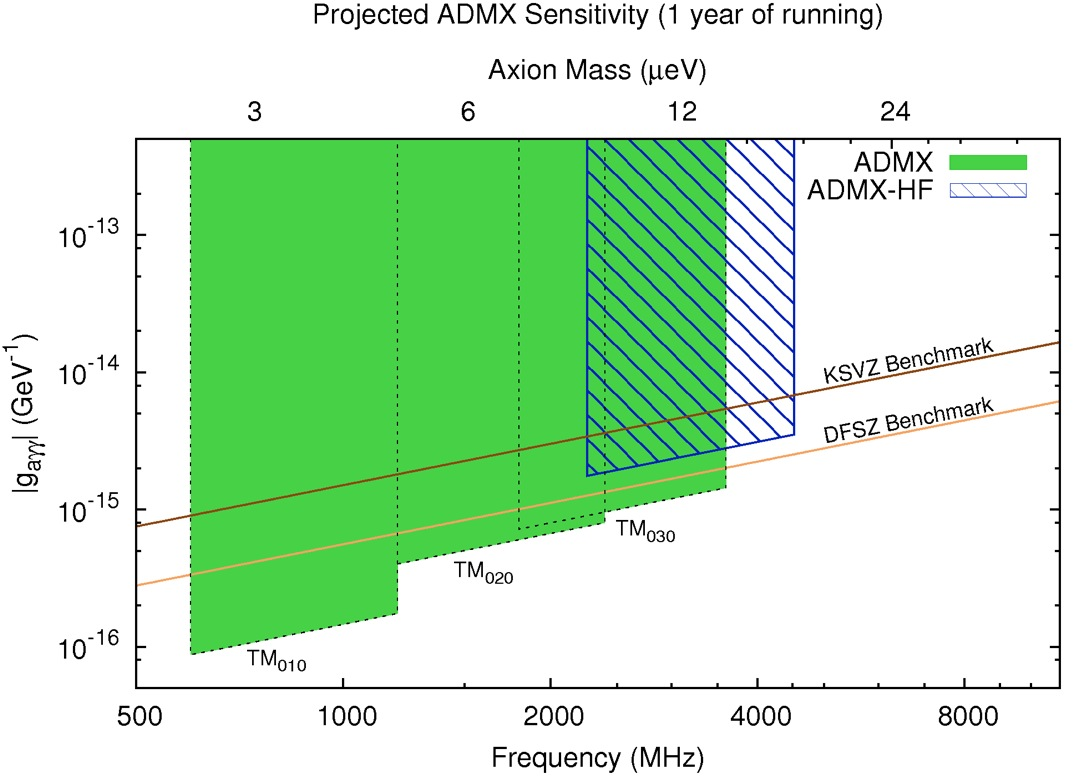 Projected ADMX Sensitivity (1 year of running)
Axion Mass (μeV)
3 6 12 24
ADMX
ADMX-HF
10^-13
10^-14
10^-15
10^-16
|g_aγγ| (GeV^-1)
KSVZ Benchmark
DFSZ Benchmark
TM_030
TM_020
TM_010
500 1000 2000 4000 8000
Frequency (MHz)